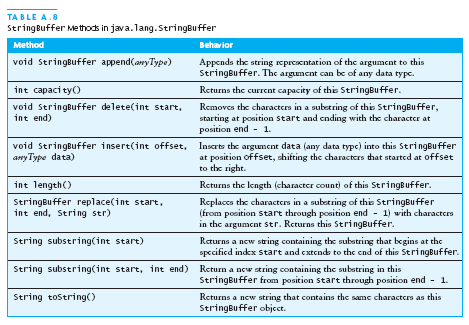 TABLE A.8
StringBuffer Methods in java.lang.StringBuffer
Method Behavior
void StringBuffer append(anyType) Appends the string representation of the argument to this
StringBuffer. The argument can be of any data type.
int capacity() Returns the current capacity of this StringBuffer.
void StringBuffer delete(int start, Removes the characters in a substring of this StringBuffer,
int end) starting at position start and ending with the character at
position end - 1.
void StringBuffer insert(int offset, Inserts the argument data (any data type) into this StringBuffer
anyType data) at position offset, shifting the characters that started at offset
to the right.
int length() Returns the length (character count) of this StringBuffer.
StringBuffer replace(int start, Replaces the characters in a substring of this StringBuffer
int end, String str) (from position start through position end - 1) with characters
in the argument str. Returns this StringBuffer.
String substring(int start) Returns a new string containing the substring that begins at the
specified index start and extends to the end of this StringBuffer.
String substring(int start, int end) Return a new string containing the substring in this
StringBuffer from position start through position end - 1.
String toString() Returns a new string that contains the same characters as this
StringBuffer object.